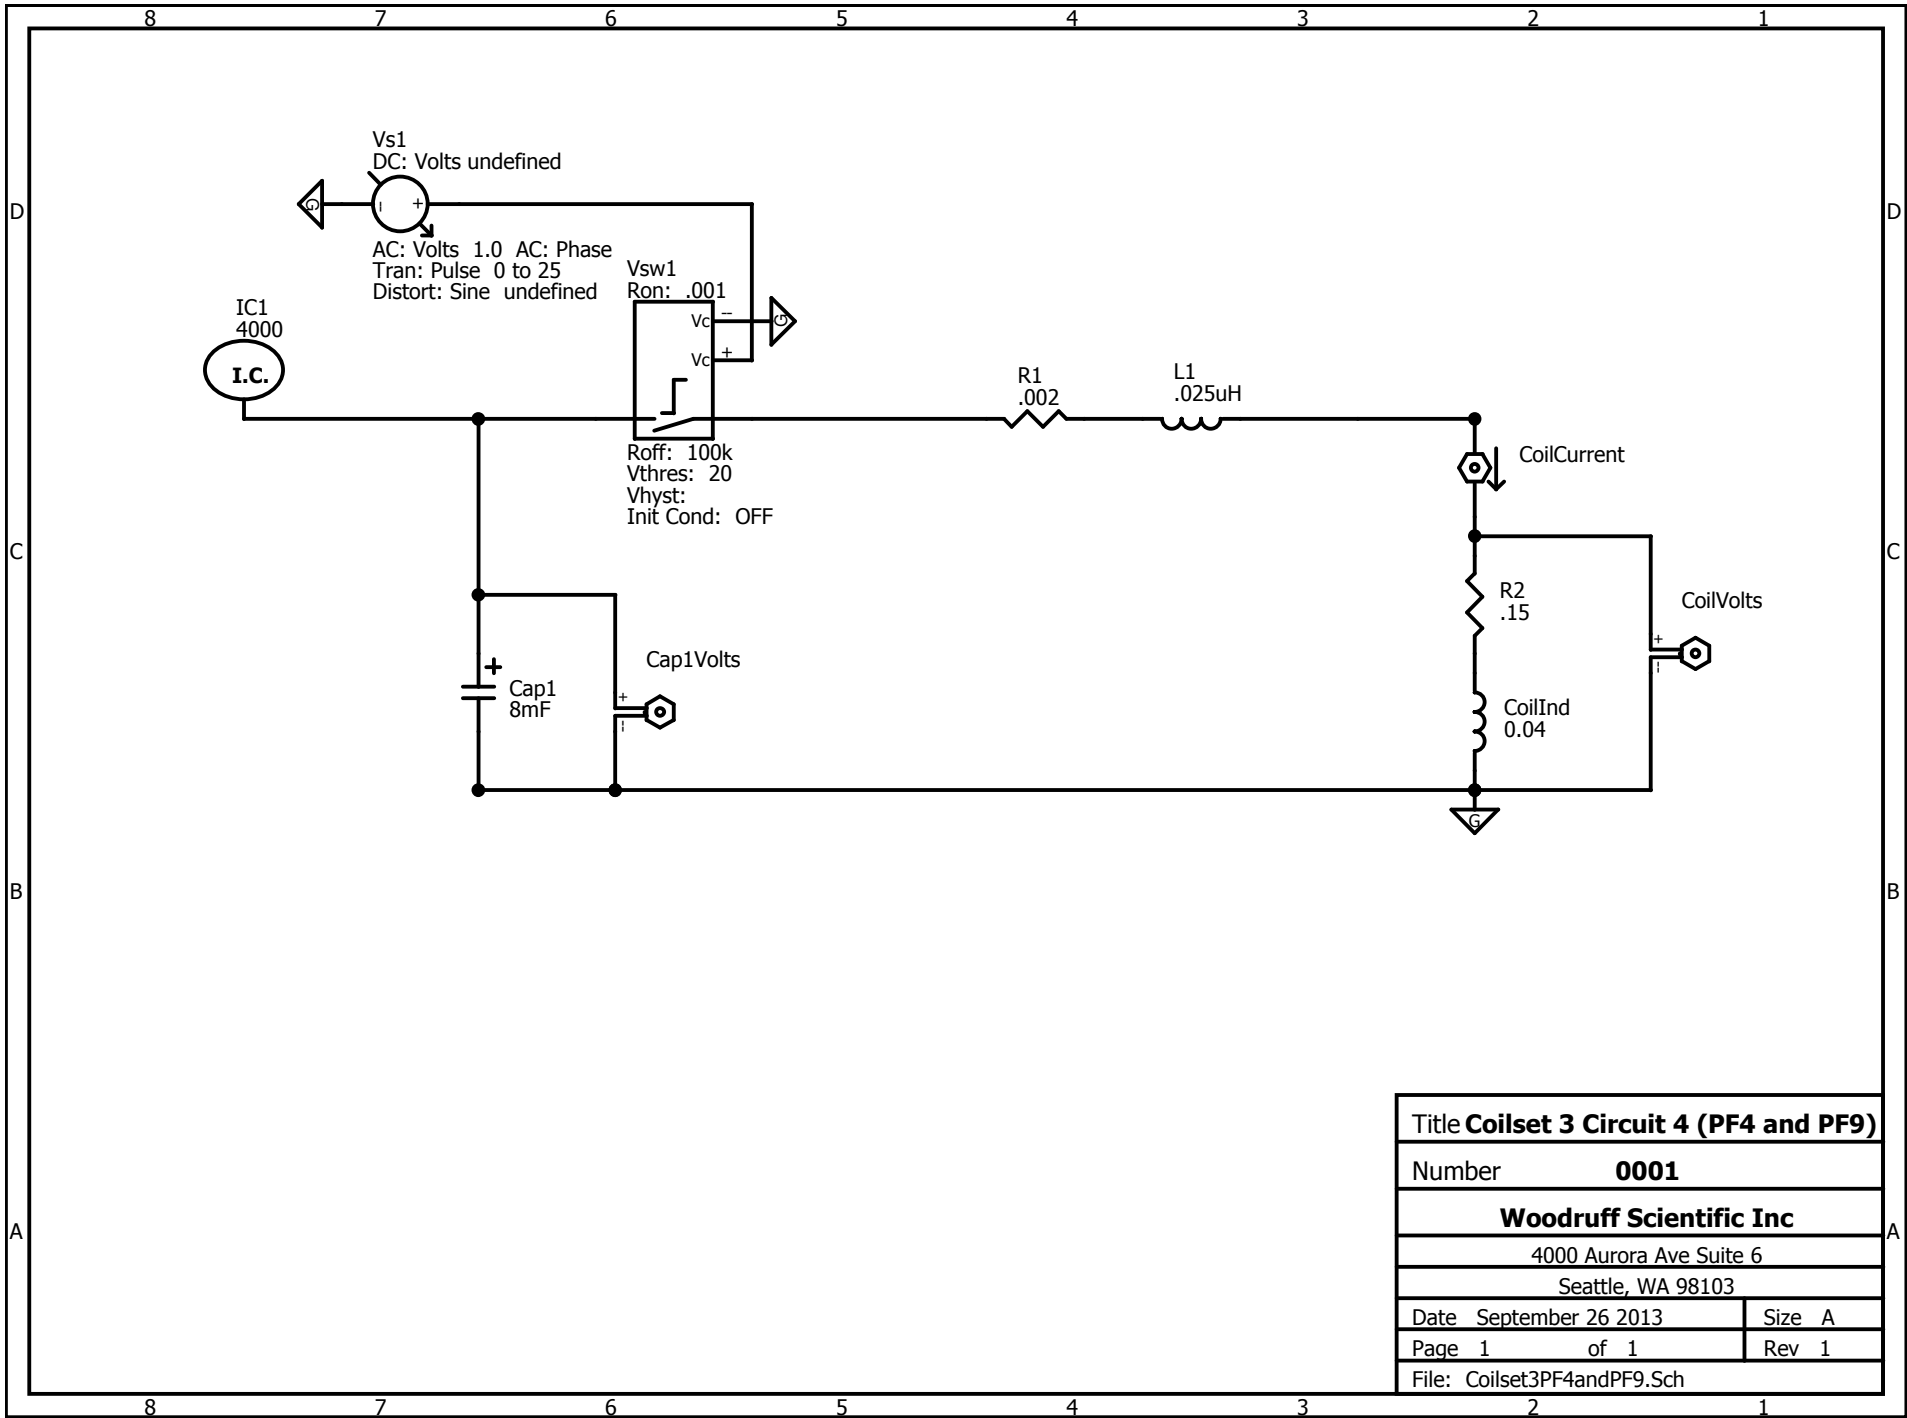 8 7 6 5 4 3 2 1
Vs1
DC: Volts undefined
D
G
-
+
D
AC: Volts 1.0 AC: Phase
Tran: Pulse 0 to 25
Distort: Sine undefined
Vsw1
Ron: .001
IC1
4000
Vc
--
G
Vc
+
I.C.
R1
.002
L1
.025uH
Roff: 100k
Vthres: 20
Vhyst:
Init Cond: OFF
CoilCurrent
C
C
R2
.15
CoilVolts
+
--
Cap1Volts
+
Cap1
8mF
+
--
CoilInd
0.04
G
B
B
Title Coilset 3 Circuit 4 (PF4 and PF9)
Number 0001
Woodruff Scientific Inc
A
A
4000 Aurora Ave Suite 6
Seattle, WA 98103
Date September 26 2013 Size A
Page 1 of 1 Rev 1
File: Coilset3PF4andPF9.Sch
8 7 6 5 4 3 2 1